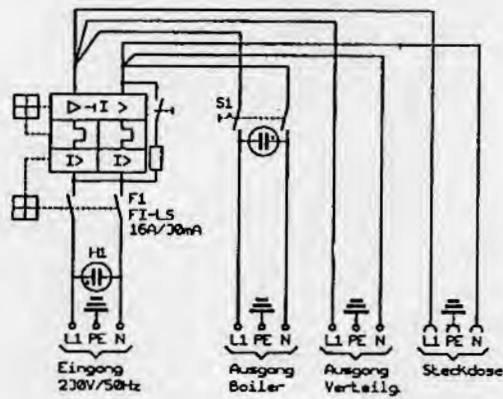 I >
I> I>
S1
F1
FI-LS
16A/30mA
H1
L1 PE N L1 PE N L1 PE N L1 PE N
Eingang Ausgang Ausgang Steckdose
230V/50Hz Boiler Verteilg.